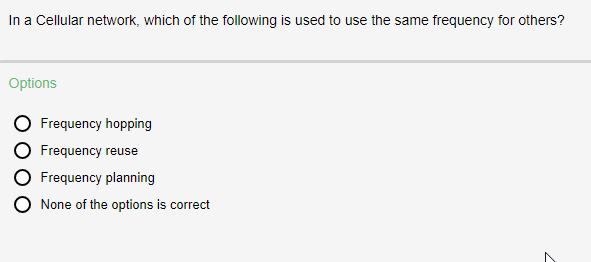 In a Cellular network, which of the following is used to use the same frequency for others?
Options
Frequency hopping
Frequency reuse
Frequency planning
None of the options is correct